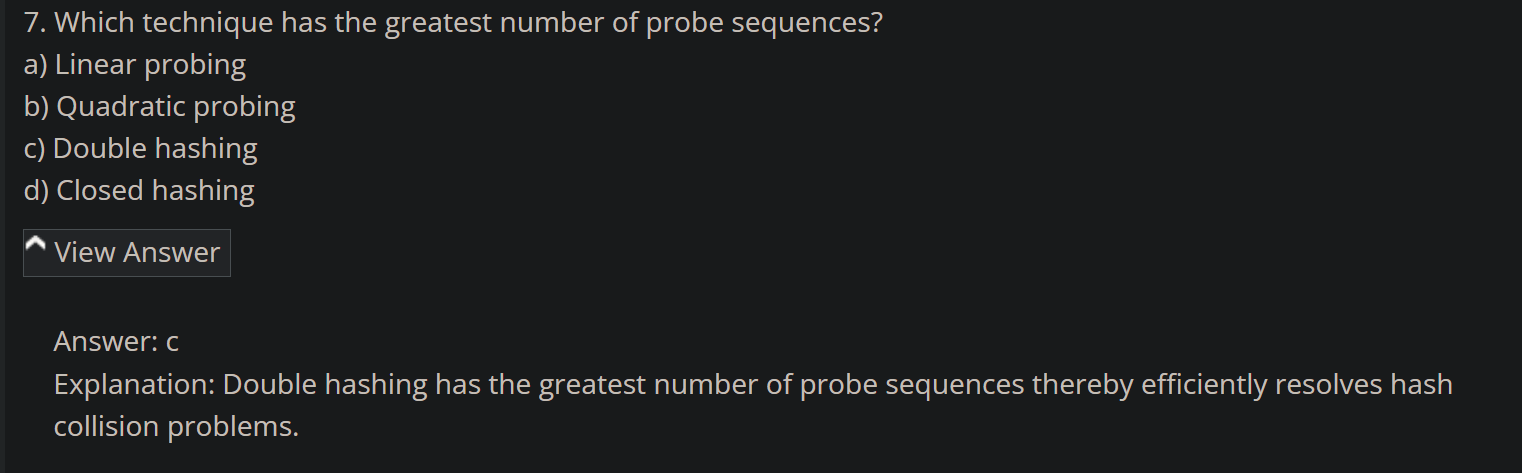 7. Which technique has the greatest number of probe sequences?
a) Linear probing
b) Quadratic probing
c) Double hashing
d) Closed hashing
View Answer
Answer: c
Explanation: Double hashing has the greatest number of probe sequences thereby efficiently resolves hash
collision problems.